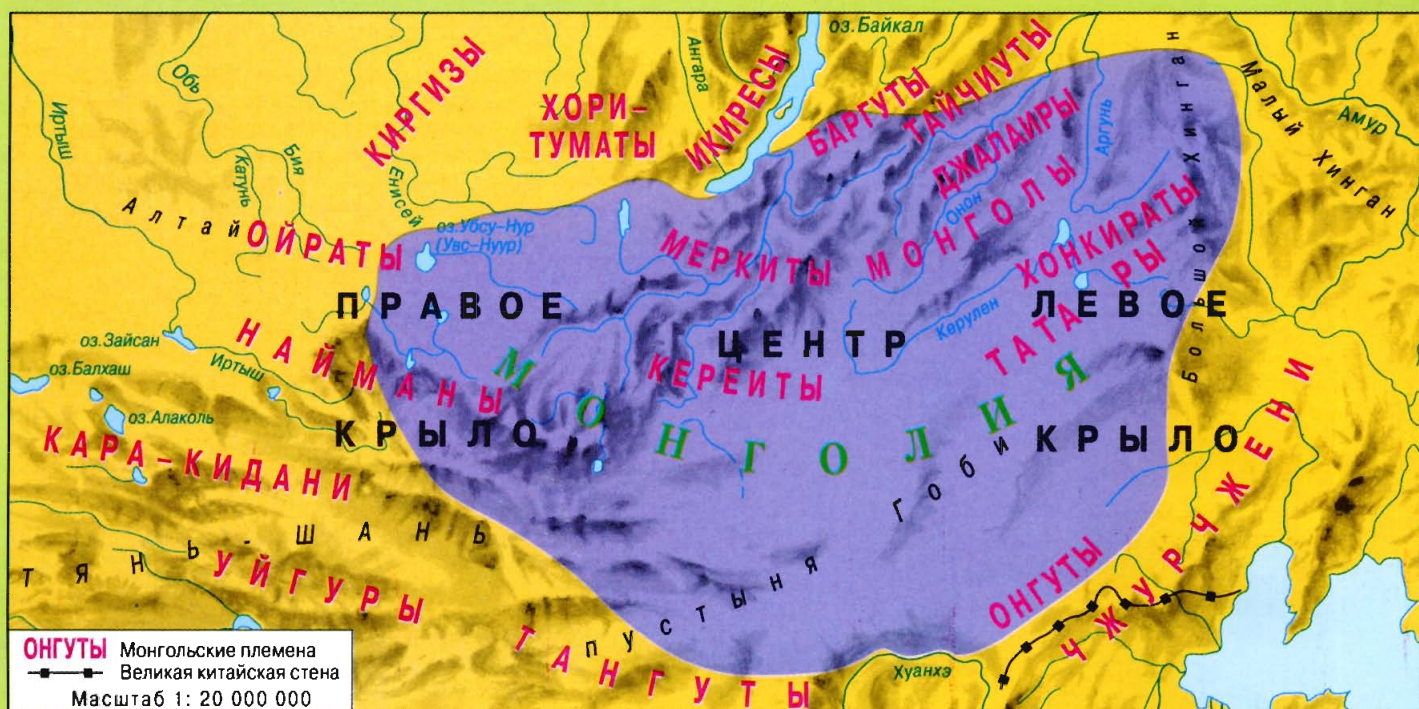 оз.Байкал
Обь
Иртыш
КИРГИЗЫ
Ангара
ХОРИ-
ТУМАТЫ
ИКИРЕСЫ
БАРГУТЫ
ТАЙЧИУТЫ
ДЖАЛАИРЫ
Аргунь
Большой Хинган
Малый Хинган
Амур
Катунь
Бия
Енисей
Алтай
ОЙРАТЫ
оз.Убсу-Нур
(Увс-Нуур)
МЕРКИТЫ
МОНГОЛЫ
Онон
ХОНКИРАТЫ
ТАТАРЫ
ПРАВОЕ
ЦЕНТР
Керулен
ЛЕВОЕ
оз.Зайсан
НАЙМАНЫ
Иртыш
оз.Балхаш
оз.Алаколь
МОНГОЛИЯ
КЕРЕИТЫ
КРЫЛО
КРЫЛО
КАРА-КИДАНИ
ТЯНЬ-ШАНЬ
УЙГУРЫ
пустыня Гоби
ОНГУТЫ
ЧЖУРЧЖЕНИ
ТАНГУТЫ
Хуанхэ
ОНГУТЫ Монгольские племена
Великая китайская стена
Масштаб 1: 20 000 000